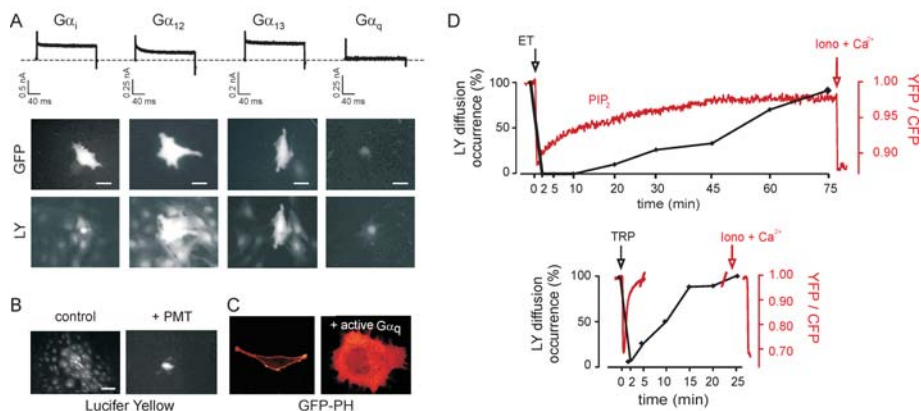 A
Gαi
Gα12
Gα13
Gαq
0.5 nA
40 ms
0.25 nA
40 ms
0.2 nA
40 ms
0.25 nA
40 ms
GFP
LY
B
control
+ PMT
Lucifer Yellow
C
+ active Gαq
GFP-PH
D
ET
Iono + Ca2+
PIP2
LY diffusion
occurrence (%)
100
50
0
0 2 5 10 20 30 45 60 75
time (min)
1.00
0.95
0.90
YFP / CFP
TRP
Iono + Ca2+
LY diffusion
occurrence (%)
100
50
0
0 2 5 10 15 20 25
time (min)
1.00
0.90
0.80
0.70
YFP / CFP